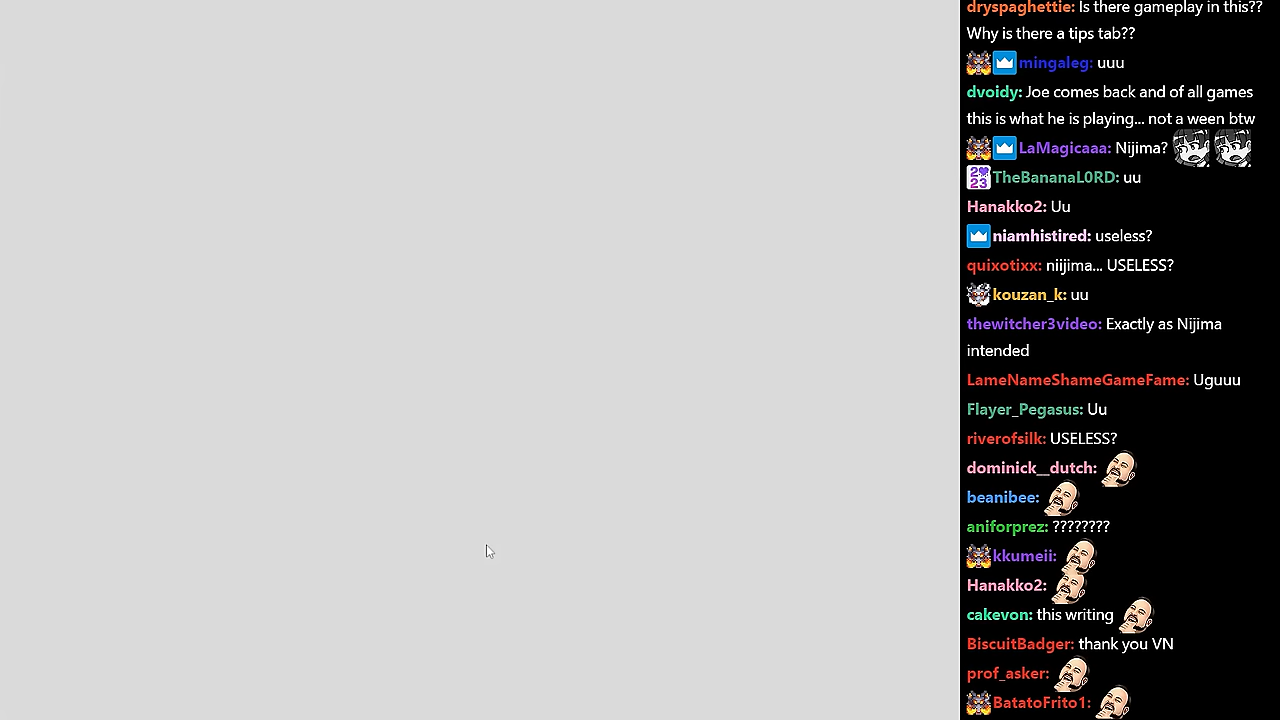 dryspaghettie: Is there gameplay in this??
Why is there a tips tab??
mingaleg: uuu
dvoidy: Joe comes back and of all games
this is what he is playing... not a ween btw
LaMagicaaa: Nijima?
TheBananaL0RD: uu
Hanakko2: Uu
niamhistired: useless?
quixotixx: niijima... USELESS?
kouzan_k: uu
thewitcher3video: Exactly as Nijima
intended
LameNameShameGameFame: Uguuu
Flayer_Pegasus: Uu
riverofsilk: USELESS?
dominick__dutch:
beanibee:
aniforprez: ????????
kkumeii:
Hanakko2:
cakevon: this writing
BiscuitBadger: thank you VN
prof_asker:
BatatoFrito1: